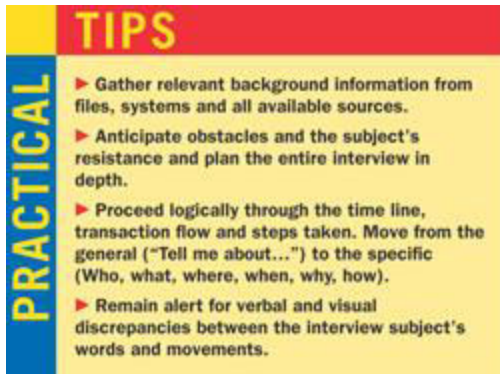 TIPS
PRACTICAL
► Gather relevant background information from
files, systems and all available sources.
► Anticipate obstacles and the subject's
resistance and plan the entire interview in
depth.
► Proceed logically through the time line,
transaction flow and steps taken. Move from the
general ("Tell me about...") to the specific
(Who, what, where, when, why, how).
► Remain alert for verbal and visual
discrepancies between the interview subject's
words and movements.